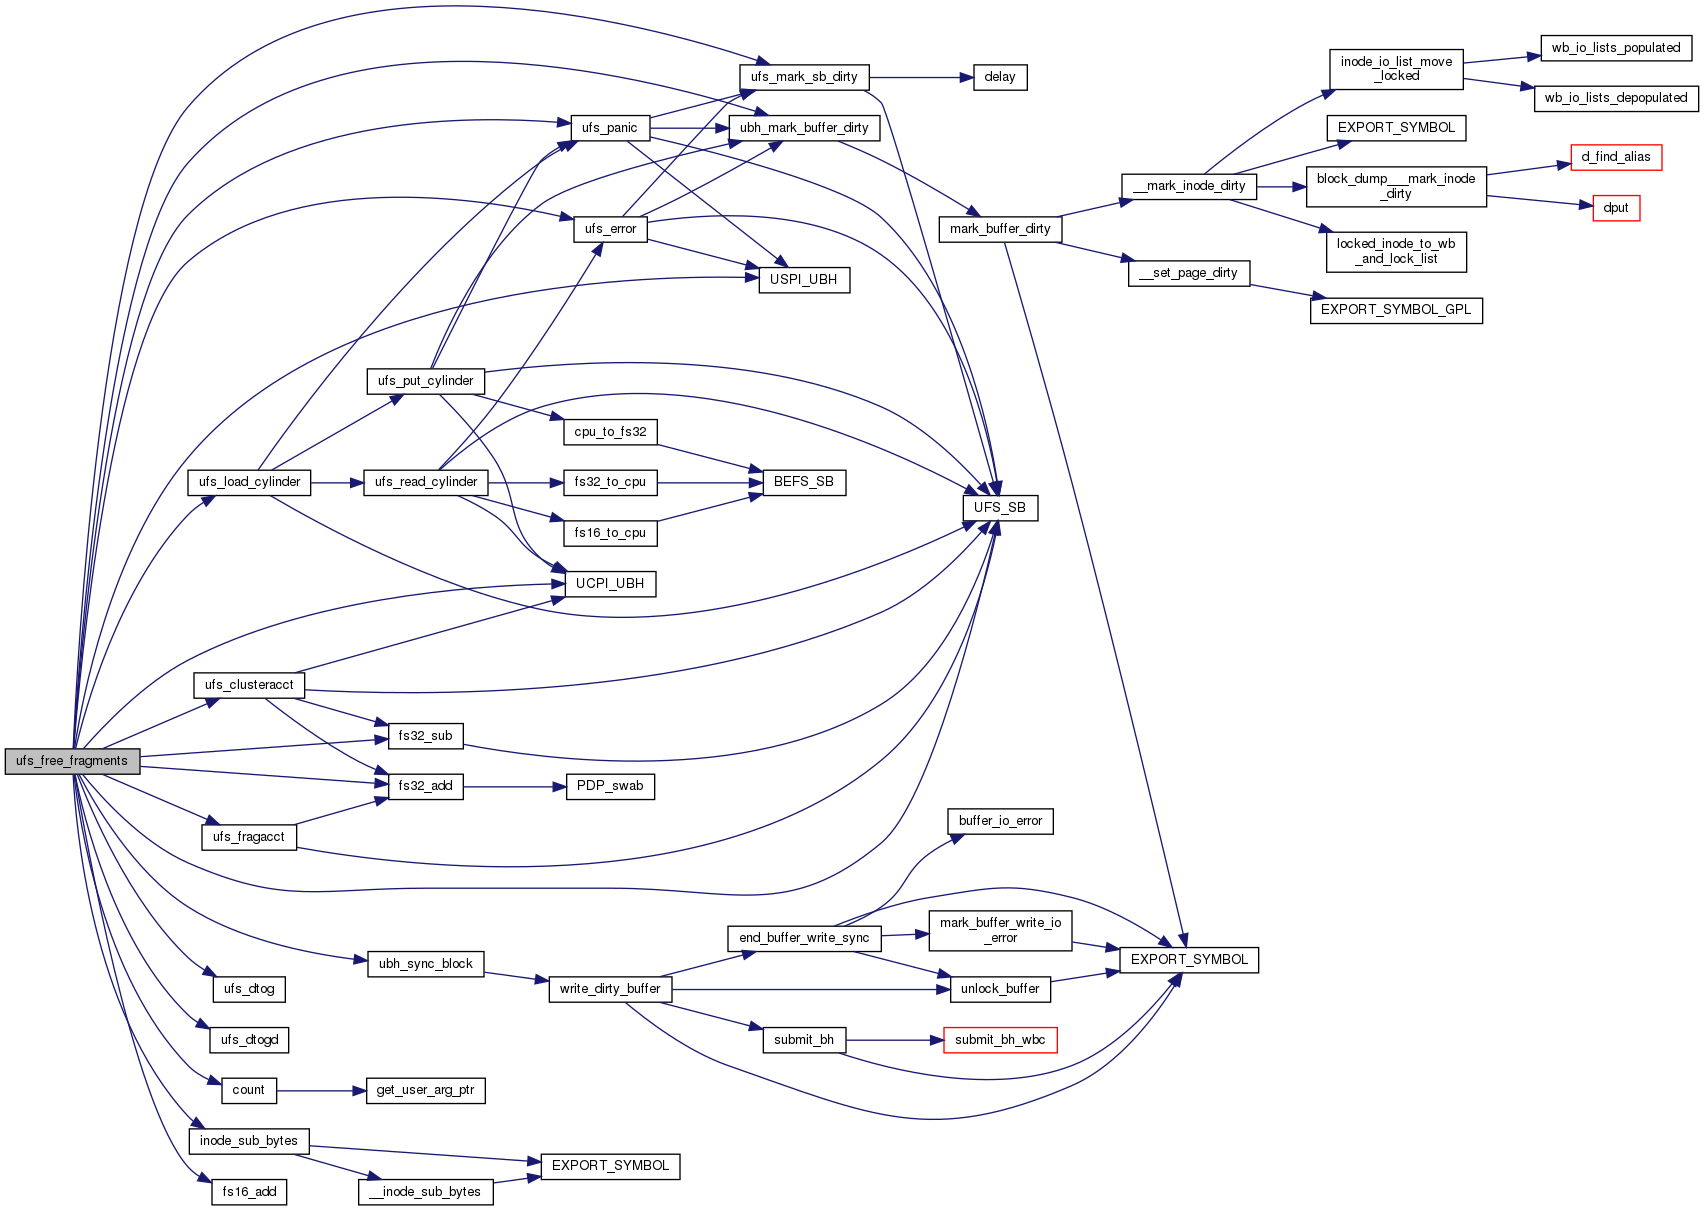 wb_io_lists_populated
inode_io_list_move
_locked
ufs_mark_sb_dirty
delay
wb_io_lists_depopulated
ufs_panic
ubh_mark_buffer_dirty
EXPORT_SYMBOL
d_find_alias
__mark_inode_dirty
block_dump___mark_inode
_dirty
dput
ufs_error
mark_buffer_dirty
locked_inode_to_wb
_and_lock_list
USPI_UBH
__set_page_dirty
EXPORT_SYMBOL_GPL
ufs_put_cylinder
cpu_to_fs32
ufs_load_cylinder
ufs_read_cylinder
fs32_to_cpu
BEFS_SB
UFS_SB
fs16_to_cpu
UCPI_UBH
ufs_clusteracct
fs32_sub
ufs_free_fragments
fs32_add
PDP_swab
ufs_fragacct
buffer_io_error
end_buffer_write_sync
mark_buffer_write_io
_error
EXPORT_SYMBOL
ubh_sync_block
ufs_dtog
write_dirty_buffer
unlock_buffer
ufs_dtogd
submit_bh
submit_bh_wbc
count
get_user_arg_ptr
inode_sub_bytes
EXPORT_SYMBOL
fs16_add
__inode_sub_bytes